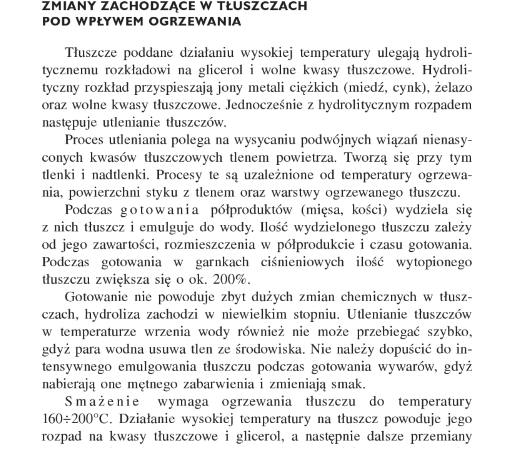 ZMIANY ZACHODZĄCE W TŁUSZCZACH
POD WPŁYWEM OGRZEWANIA
Tłuszcze poddane działaniu wysokiej temperatury ulegają hydroli-
tycznemu rozkładowi na glicerol i wolne kwasy tłuszczowe. Hydroli-
tyczny rozkład przyspieszają jony metali ciężkich (miedź, cynk), żelazo
oraz wolne kwasy tłuszczowe. Jednocześnie z hydrolitycznym rozpadem
następuje utlenianie tłuszczów.
Proces utleniania polega na wysycaniu podwójnych wiązań nienasy-
conych kwasów tłuszczowych tlenem powietrza. Tworzą się przy tym
tlenki i nadtlenki. Procesy te są uzależnione od temperatury ogrzewa-
nia, powierzchni styku z tlenem oraz warstwy ogrzewanego tłuszczu.
Podczas gotowania półproduktów (mięsa, kości) wydziela się
z nich tłuszcz i emulguje do wody. Ilość wydzielonego tłuszczu zależy
od jego zawartości, rozmieszczenia w półprodukcie i czasu gotowania.
Podczas gotowania w garnkach ciśnieniowych ilość wytopionego
tłuszczu zwiększa się o ok. 200%.
Gotowanie nie powoduje zbyt dużych zmian chemicznych w tłusz-
czach, hydroliza zachodzi w niewielkim stopniu. Utlenianie tłuszczów
w temperaturze wrzenia wody również nie może przebiegać szybko,
gdyż para wodna usuwa tlen ze środowiska. Nie należy dopuścić do in-
tensywnego emulgowania tłuszczu podczas gotowania wywarów, gdyż
nabierają one mętnego zabarwienia i zmieniają smak.
Smażenie wymaga ogrzewania tłuszczu do temperatury
160÷200°C. Działanie wysokiej temperatury na tłuszcz powoduje jego
rozpad na kwasy tłuszczowe i glicerol, a następnie dalsze przemiany